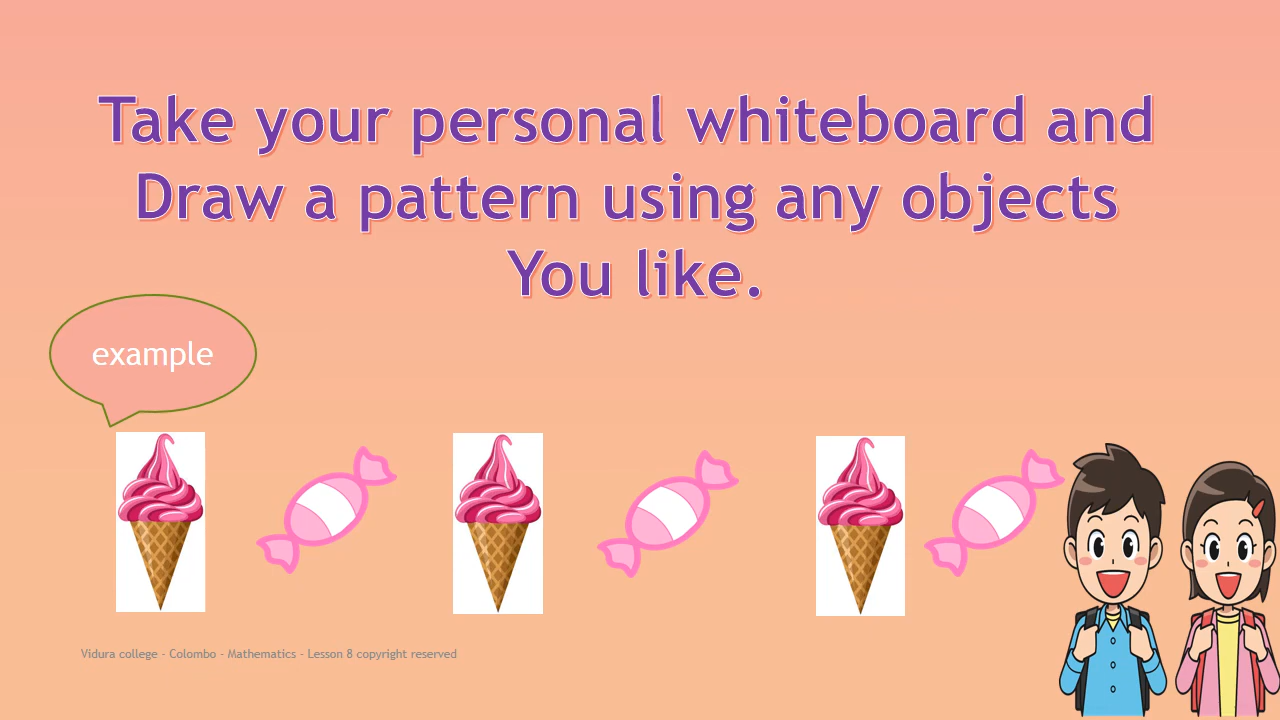 Take your personal whiteboard and
Draw a pattern using any objects
You like.
example
Vidura college - Colombo - Mathematics - Lesson 8 copyright reserved